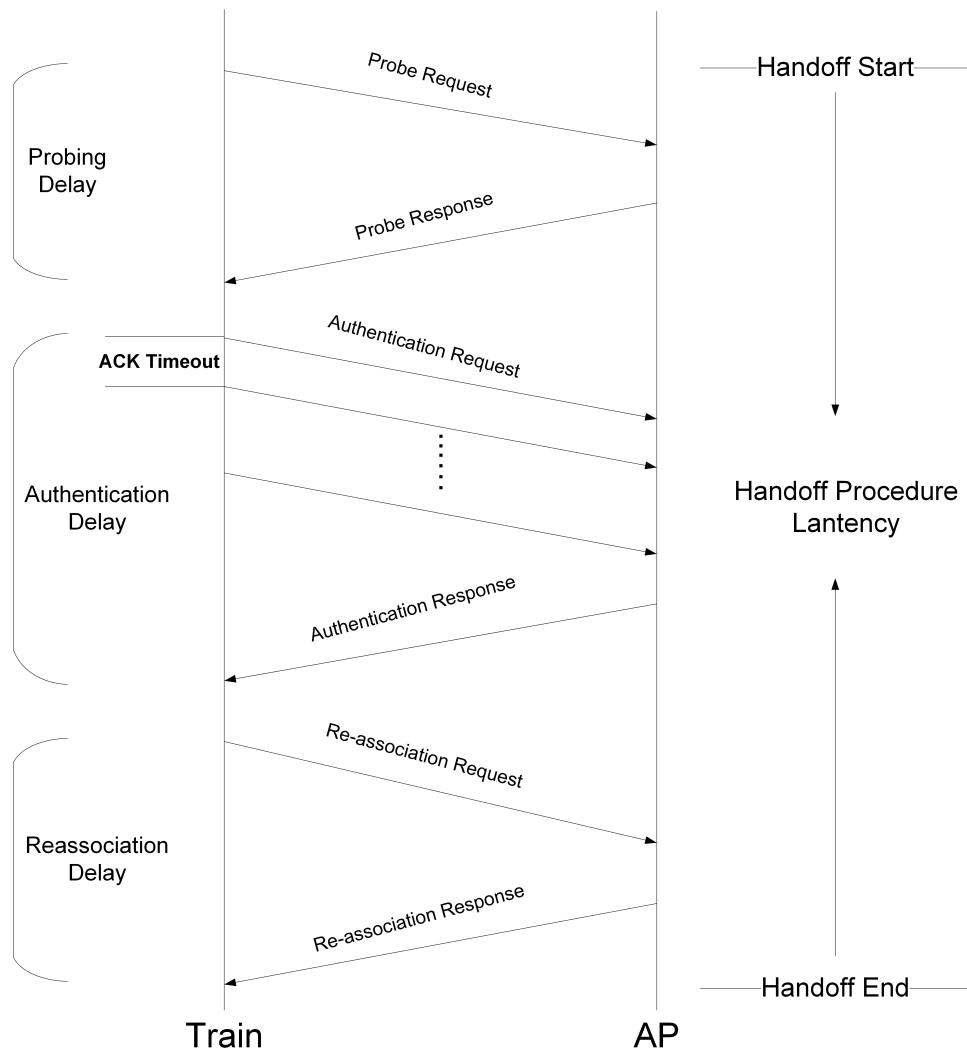 Probe Request
Handoff Start
Probing
Delay
Probe Response
Authentication Request
ACK Timeout
Authentication
Delay
Handoff Procedure
Lantency
Authentication Response
Re-association Request
Reassociation
Delay
Re-association Response
Handoff End
Train
AP